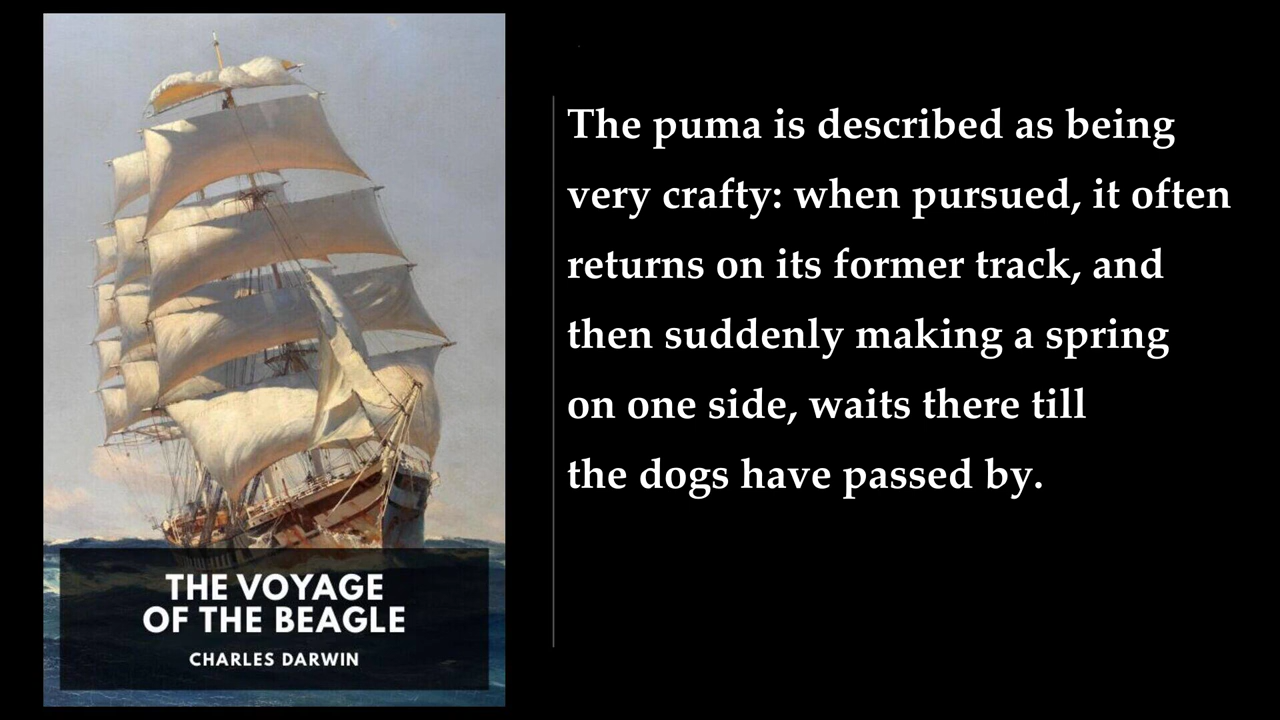 THE VOYAGE
OF THE BEAGLE
CHARLES DARWIN
The puma is described as being
very crafty: when pursued, it often
returns on its former track, and
then suddenly making a spring
on one side, waits there till
the dogs have passed by.